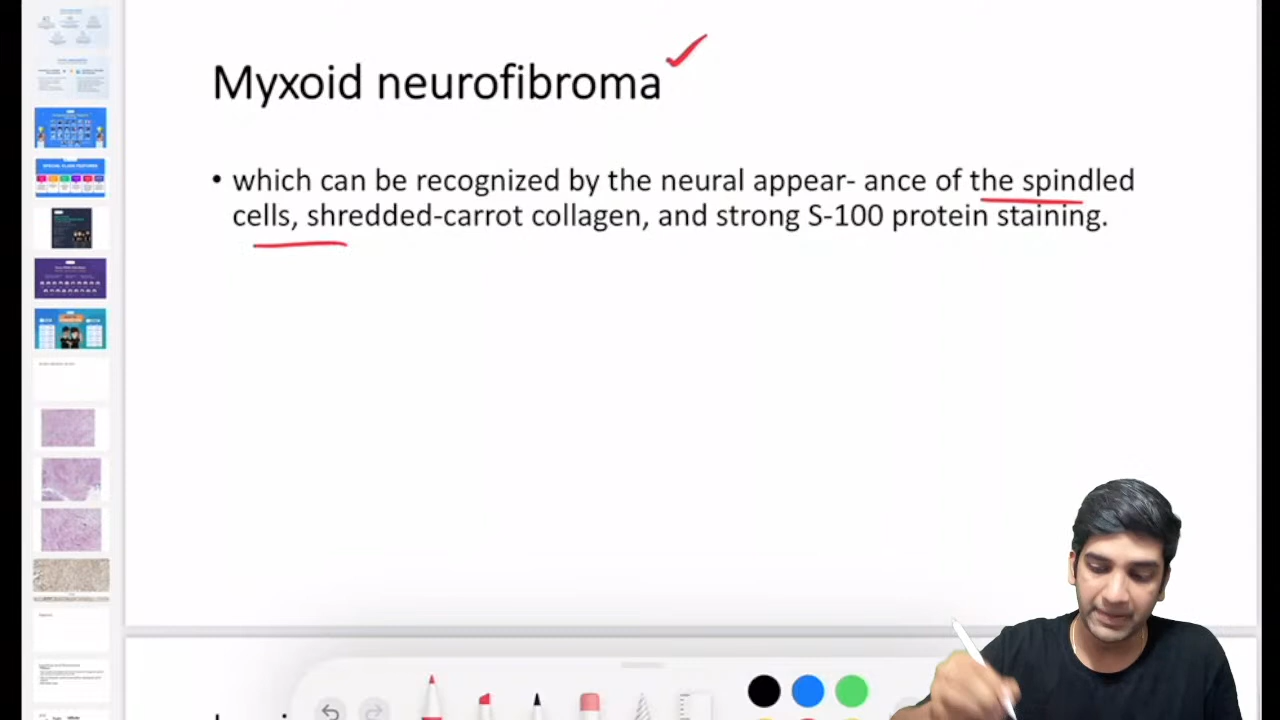 Myxoid neurofibroma
• which can be recognized by the neural appear- ance of the spindled
cells, shredded-carrot collagen, and strong S-100 protein staining.